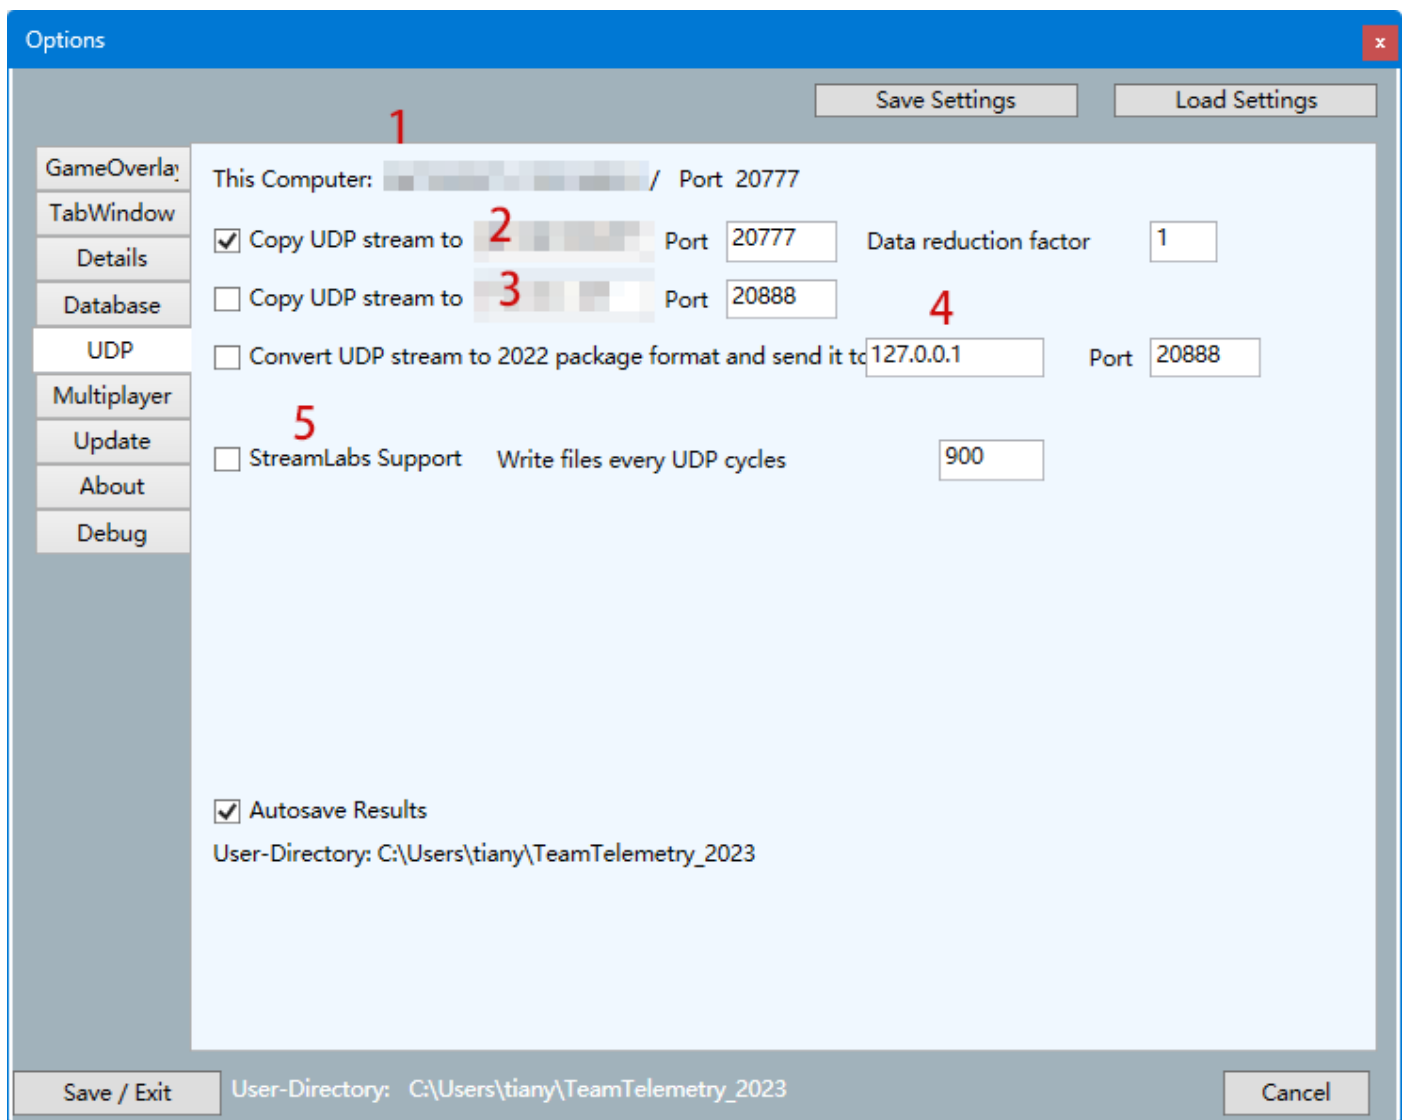 Options
x
Save Settings Load Settings
1
GameOverlay
TabWindow
Details
Database
UDP
Multiplayer
Update
About
Debug
This Computer: / Port 20777
Copy UDP stream to 2 Port 20777 Data reduction factor 1
Copy UDP stream to 3 Port 20888
4
Convert UDP stream to 2022 package format and send it to 127.0.0.1 Port 20888
5
StreamLabs Support Write files every UDP cycles 900
Autosave Results
User-Directory: C:\Users\tiany\TeamTelemetry_2023
Save / Exit User-Directory: C:\Users\tiany\TeamTelemetry_2023 Cancel